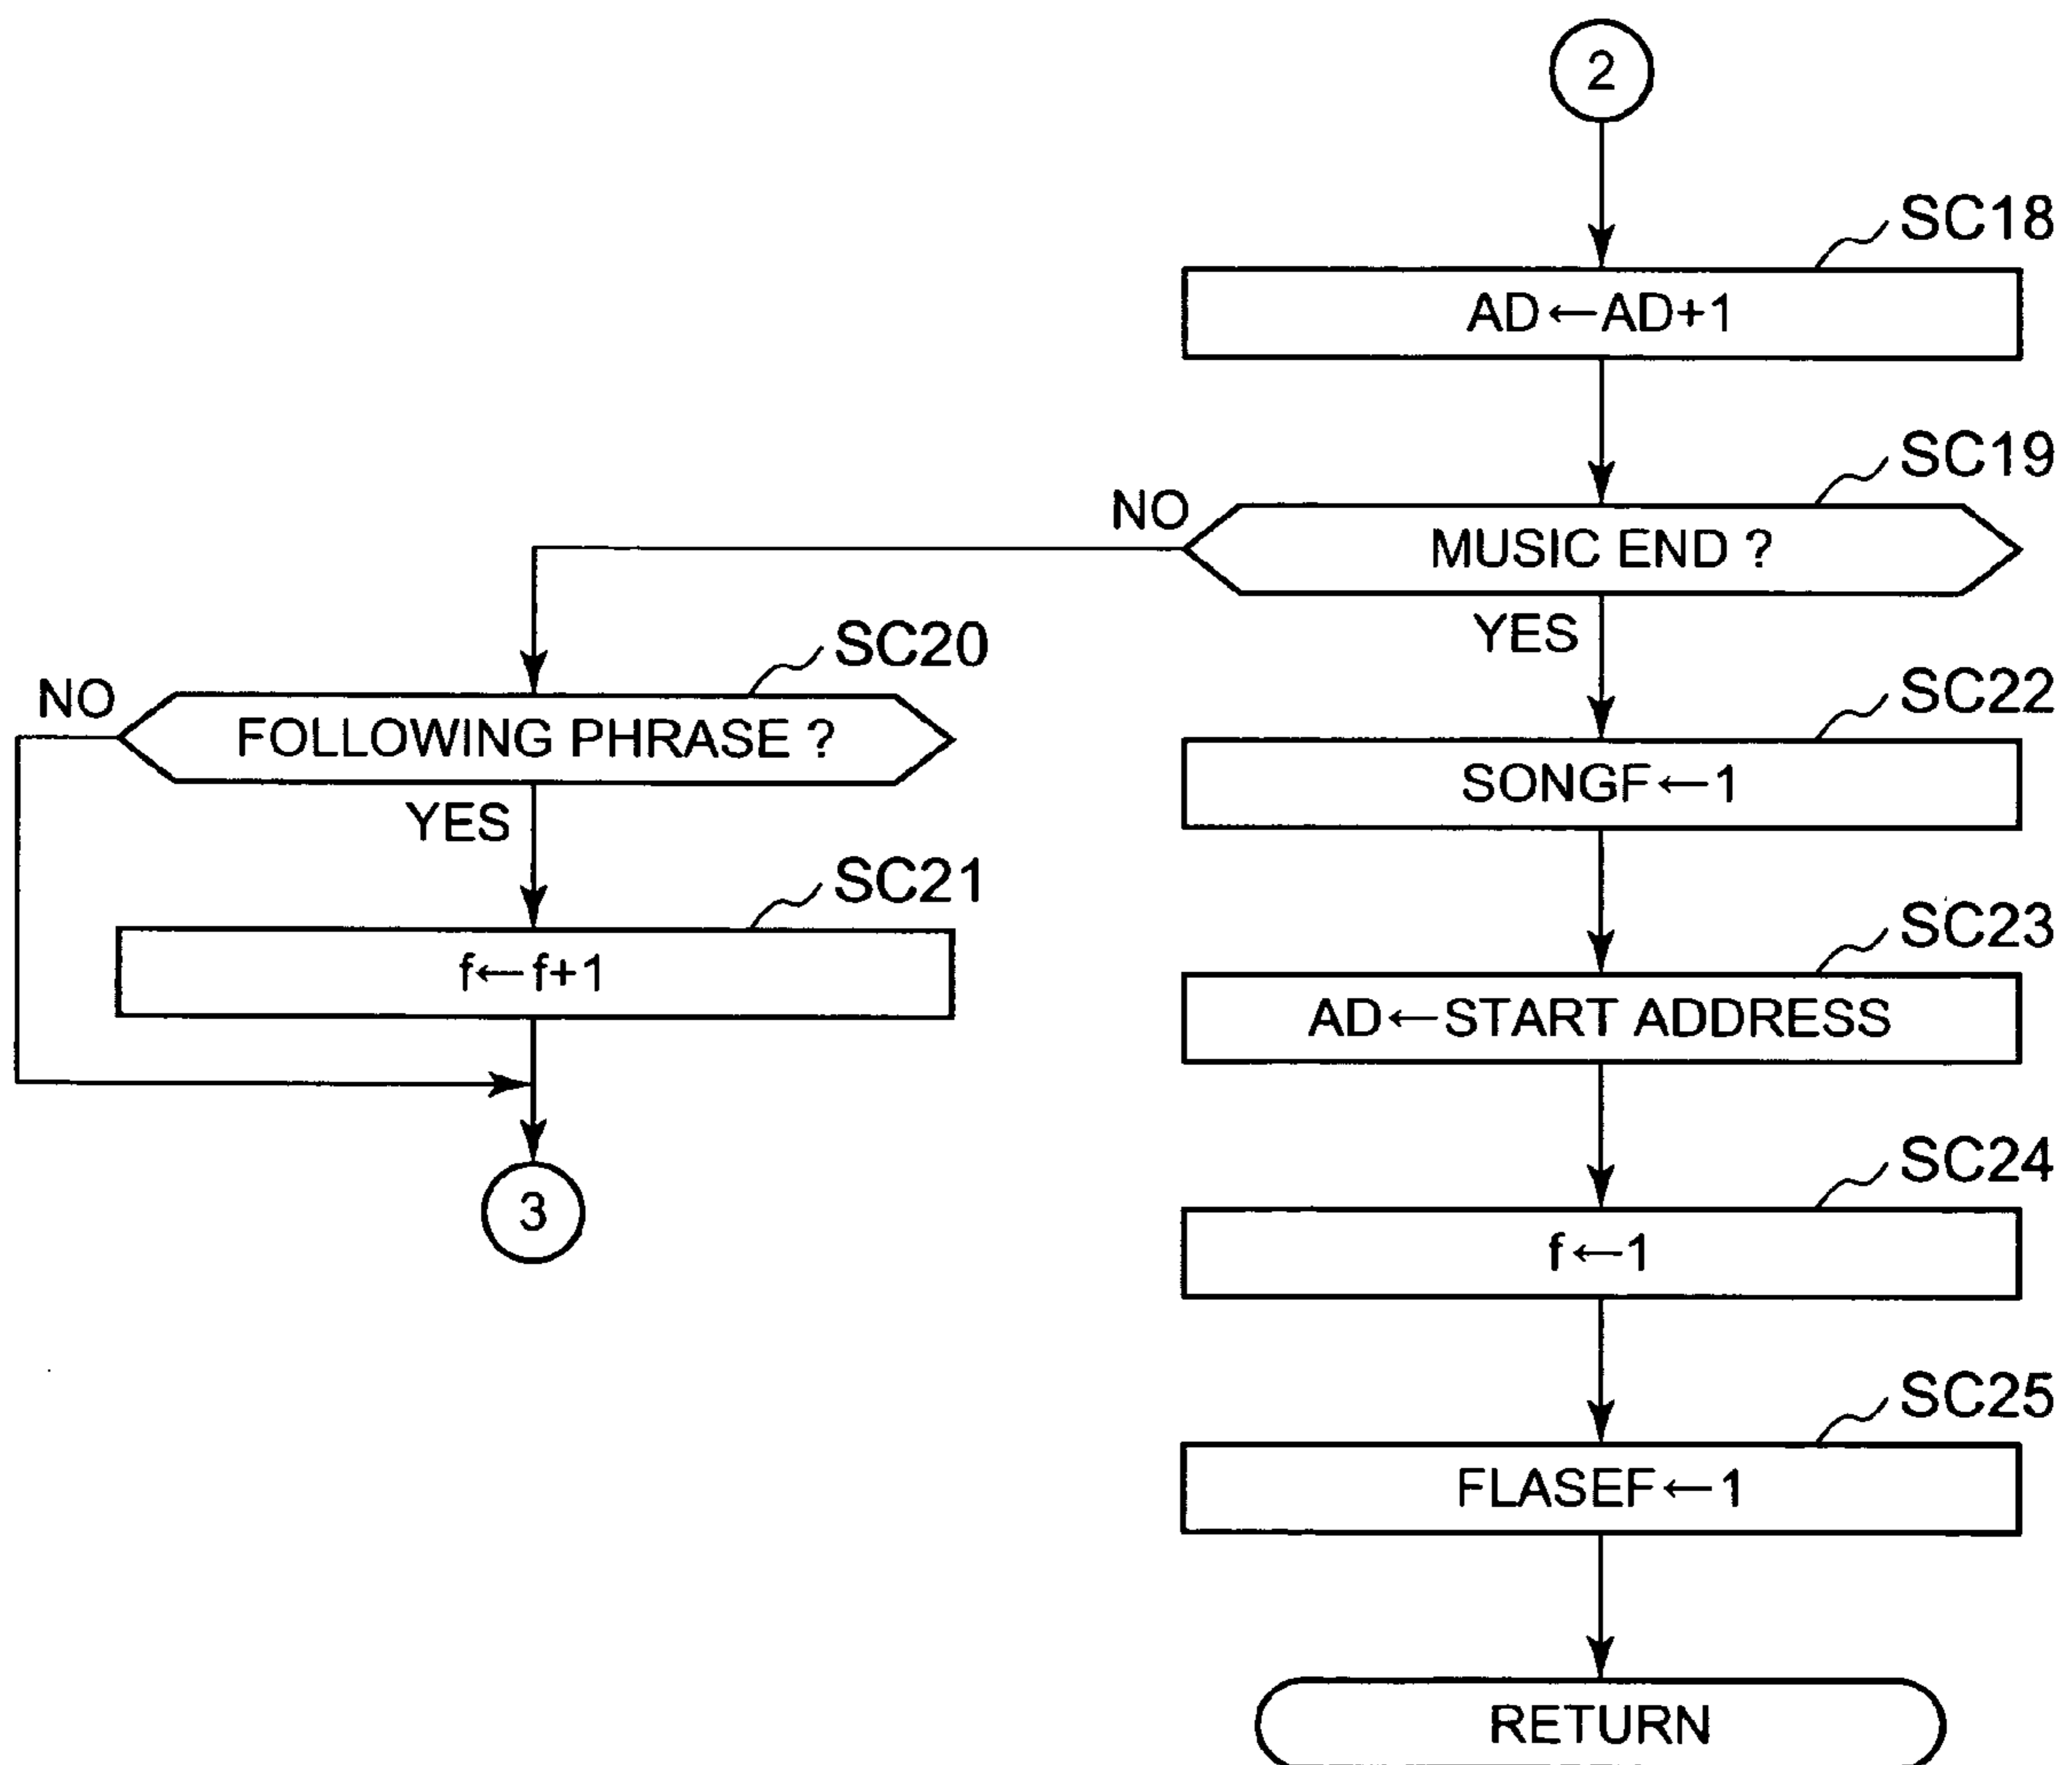 2
SC18
AD←AD+1
SC19
NO
MUSIC END ?
YES
SC20
NO
FOLLOWING PHRASE ?
YES
SC21
f←f+1
3
SC22
SONGF←1
SC23
AD←START ADDRESS
SC24
f←1
SC25
FLASEF←1
RETURN